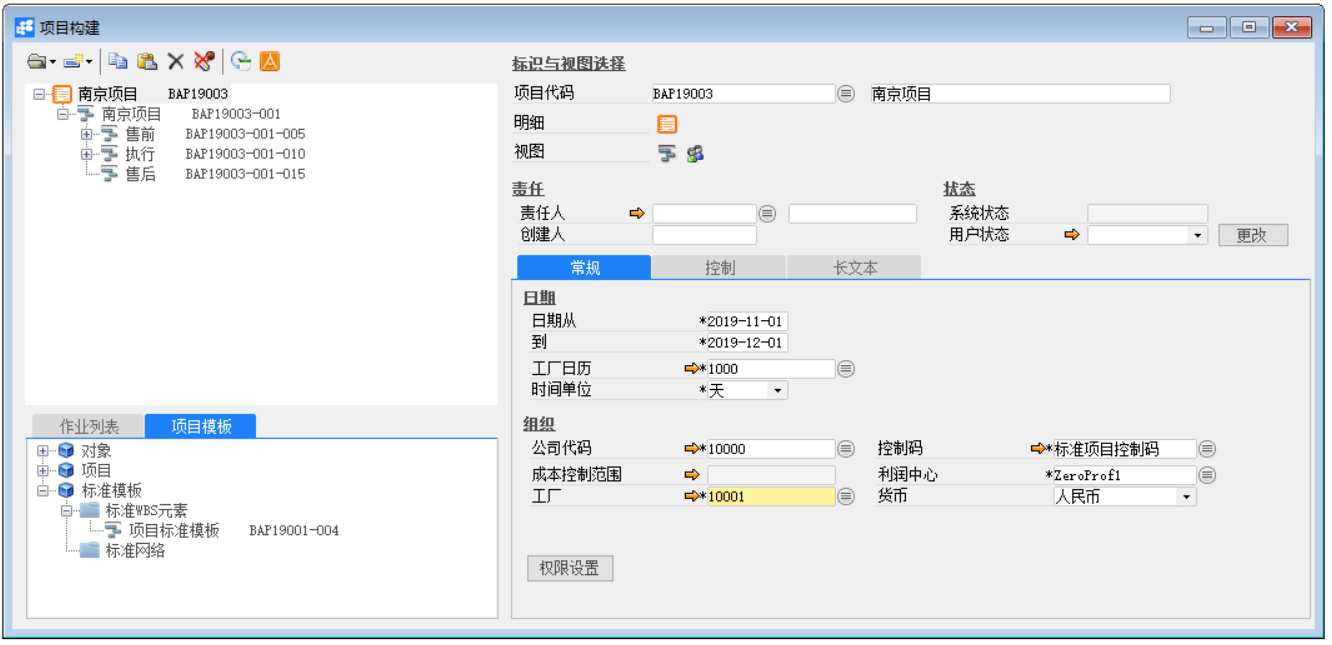 项目构建
南京项目 BAP19003
南京项目 BAP19003-001
售前 BAP19003-001-005
执行 BAP19003-001-010
售后 BAP19003-001-015
作业列表 项目模板
对象
项目
标准模板
标准WBS元素
项目标准模板 BAP19001-004
标准网络
标识与视图选择
项目代码 BAP19003 南京项目
明细
视图
责任 状态
责任人 系统状态
创建人 用户状态 更改
常规 控制 长文本
日期
日期从 *2019-11-01
到 *2019-12-01
工厂日历 *1000
时间单位 *天
组织
公司代码 *10000 控制码 *标准项目控制码
成本控制范围 利润中心 *ZeroProf1
工厂 *10001 货币 人民币
权限设置